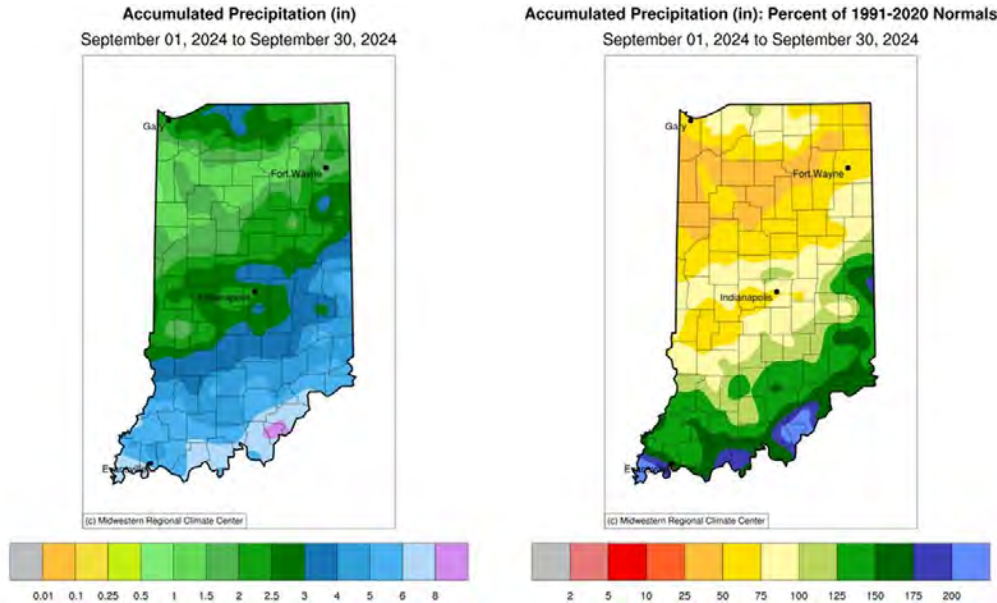 Accumulated Precipitation (in)
September 01, 2024 to September 30, 2024
Gary
Fort Wayne
Indianapolis
Evansville
(c) Midwestern Regional Climate Center
0.01 0.1 0.25 0.5 1 1.5 2 2.5 3 4 5 6 8
Accumulated Precipitation (in): Percent of 1991-2020 Normals
September 01, 2024 to September 30, 2024
Gary
Fort Wayne
Indianapolis
Evansville
(c) Midwestern Regional Climate Center
2 5 10 25 50 75 100 125 150 175 200